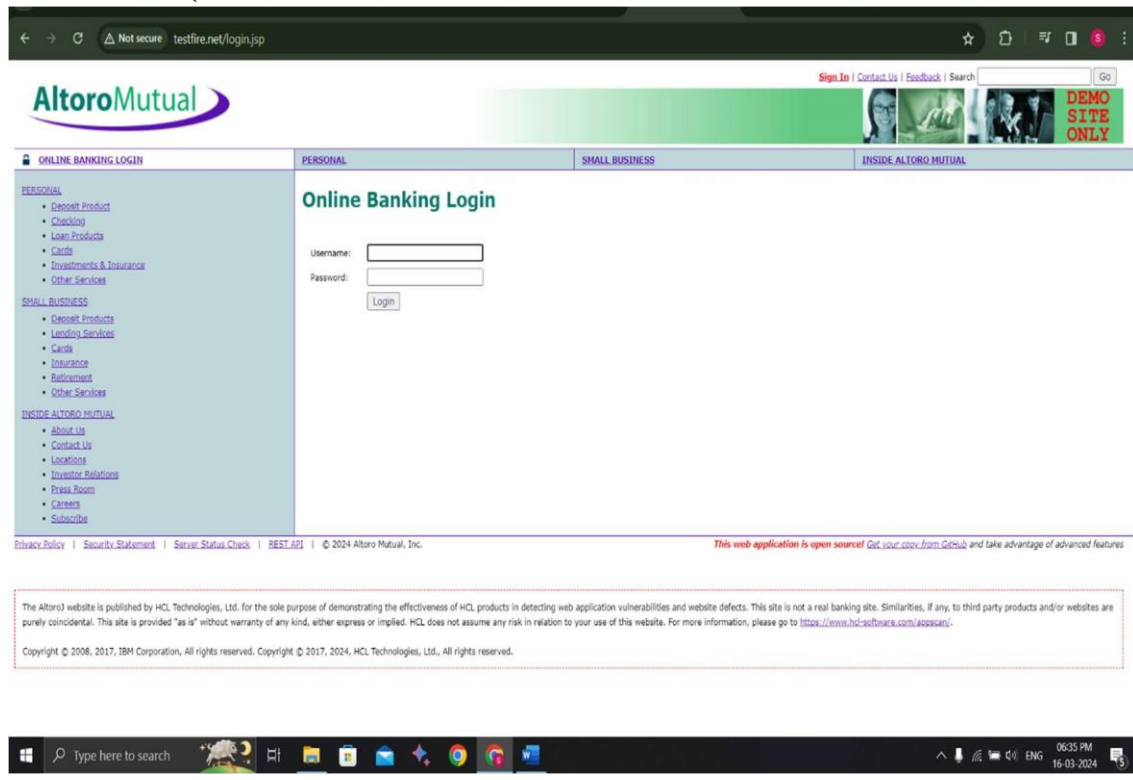 Not secure testfire.net/login.jsp
Sign In | Contact Us | Feedback | Search Go
AltoroMutual
DEMO
SITE
ONLY
ONLINE BANKING LOGIN
PERSONAL
SMALL BUSINESS
INSIDE ALTORO MUTUAL
PERSONAL
Deposit Product
Checking
Loan Products
Cards
Investments & Insurance
Other Services
SMALL BUSINESS
Deposit Products
Lending Services
Cards
Insurance
Retirement
Other Services
INSIDE ALTORO MUTUAL
About Us
Contact Us
Locations
Investor Relations
Press Room
Careers
Subscribe
Online Banking Login
Username:
Password:
Login
Privacy Policy | Security Statement | Server Status Check | REST API | © 2024 Altoro Mutual, Inc.
This web application is open source! Get your copy from GitHub and take advantage of advanced features
The AltoroJ website is published by HCL Technologies, Ltd. for the sole purpose of demonstrating the effectiveness of HCL products in detecting web application vulnerabilities and website defects. This site is not a real banking site. Similarities, if any, to third party products and/or websites are
purely coincidental. This site is provided "as is" without warranty of any kind, either express or implied. HCL does not assume any risk in relation to your use of this website. For more information, please go to https://www.hcl-software.com/appscan/.
Copyright © 2008, 2017, IBM Corporation, All rights reserved. Copyright © 2017, 2024, HCL Technologies, Ltd., All rights reserved.
Type here to search
ENG
06:35 PM
16-03-2024
5